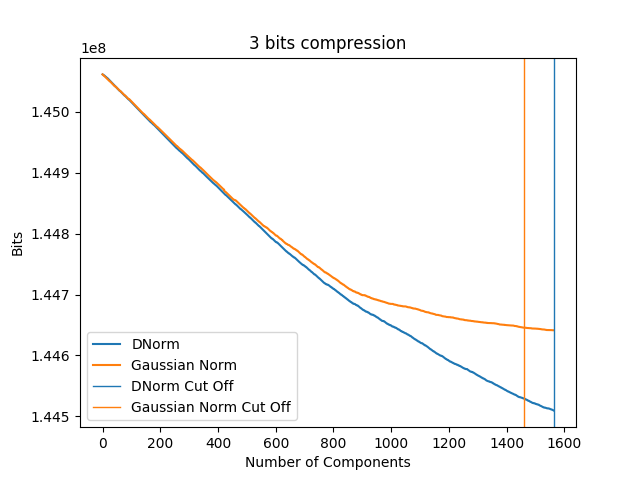 3 bits compression
1e8
1.450
1.449
1.448
1.447
1.446
1.445
Bits
DNorm
Gaussian Norm
DNorm Cut Off
Gaussian Norm Cut Off
0 200 400 600 800 1000 1200 1400 1600
Number of Components